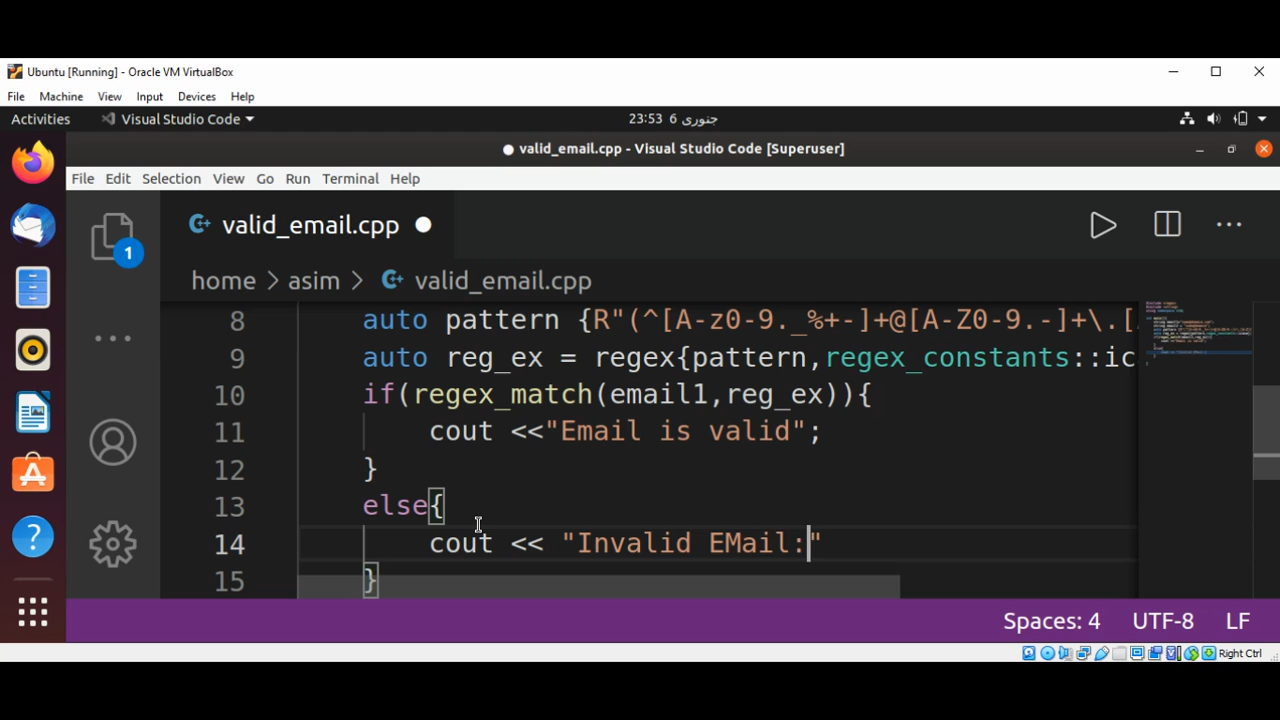 Ubuntu [Running] - Oracle VM VirtualBox
File Machine View Input Devices Help
Activities Visual Studio Code 23:53 جنوری 6
valid_email.cpp - Visual Studio Code [Superuser]
File Edit Selection View Go Run Terminal Help
valid_email.cpp
1
home > asim > valid_email.cpp
8 auto pattern {R"(^[A-z0-9._%+-]+@[A-Z0-9.-]+\.[
9 auto reg_ex = regex{pattern,regex_constants::ic
10 if(regex_match(email1,reg_ex)){
11 cout <<"Email is valid";
12 }
13 else{
14 cout << "Invalid EMail:"
15 }
Spaces: 4 UTF-8 LF
Right Ctrl